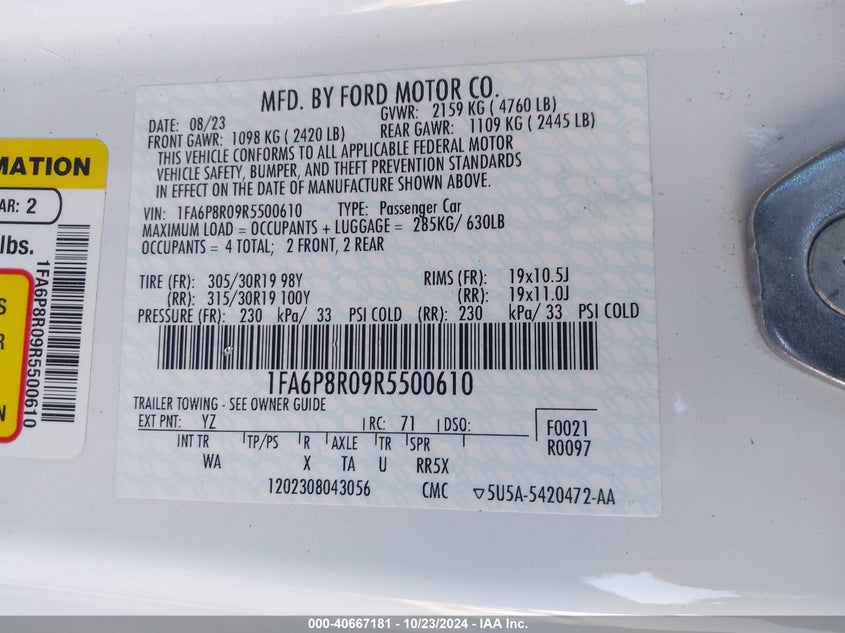 MFD. BY FORD MOTOR CO.
DATE: 08/23 GVWR: 2159 KG ( 4760 LB)
FRONT GAWR: 1098 KG ( 2420 LB) REAR GAWR: 1109 KG ( 2445 LB)
THIS VEHICLE CONFORMS TO ALL APPLICABLE FEDERAL MOTOR
VEHICLE SAFETY, BUMPER, AND THEFT PREVENTION STANDARDS
IN EFFECT ON THE DATE OF MANUFACTURE SHOWN ABOVE.
VIN: 1FA6P8R09R5500610 TYPE: Passenger Car
MAXIMUM LOAD = OCCUPANTS + LUGGAGE = 285KG/ 630LB
OCCUPANTS = 4 TOTAL; 2 FRONT, 2 REAR
TIRE (FR): 305/30R19 98Y RIMS (FR): 19x10.5J
(RR): 315/30R19 100Y (RR): 19x11.0J
PRESSURE (FR): 230 kPa/ 33 PSI COLD (RR): 230 kPa/ 33 PSI COLD
1FA6P8R09R5500610
TRAILER TOWING - SEE OWNER GUIDE
EXT PNT: YZ RC: 71 DSO: F0021
R0097
INT TR TP/PS R AXLE TR SPR
WA X TA U RR5X
1202308043056 CMC ▽5U5A-5420472-AA
MATION
AR: 2
lbs.
S
R
N
1FA6P8R09R5500610
000-40667181 - 10/23/2024 - IAA Inc.